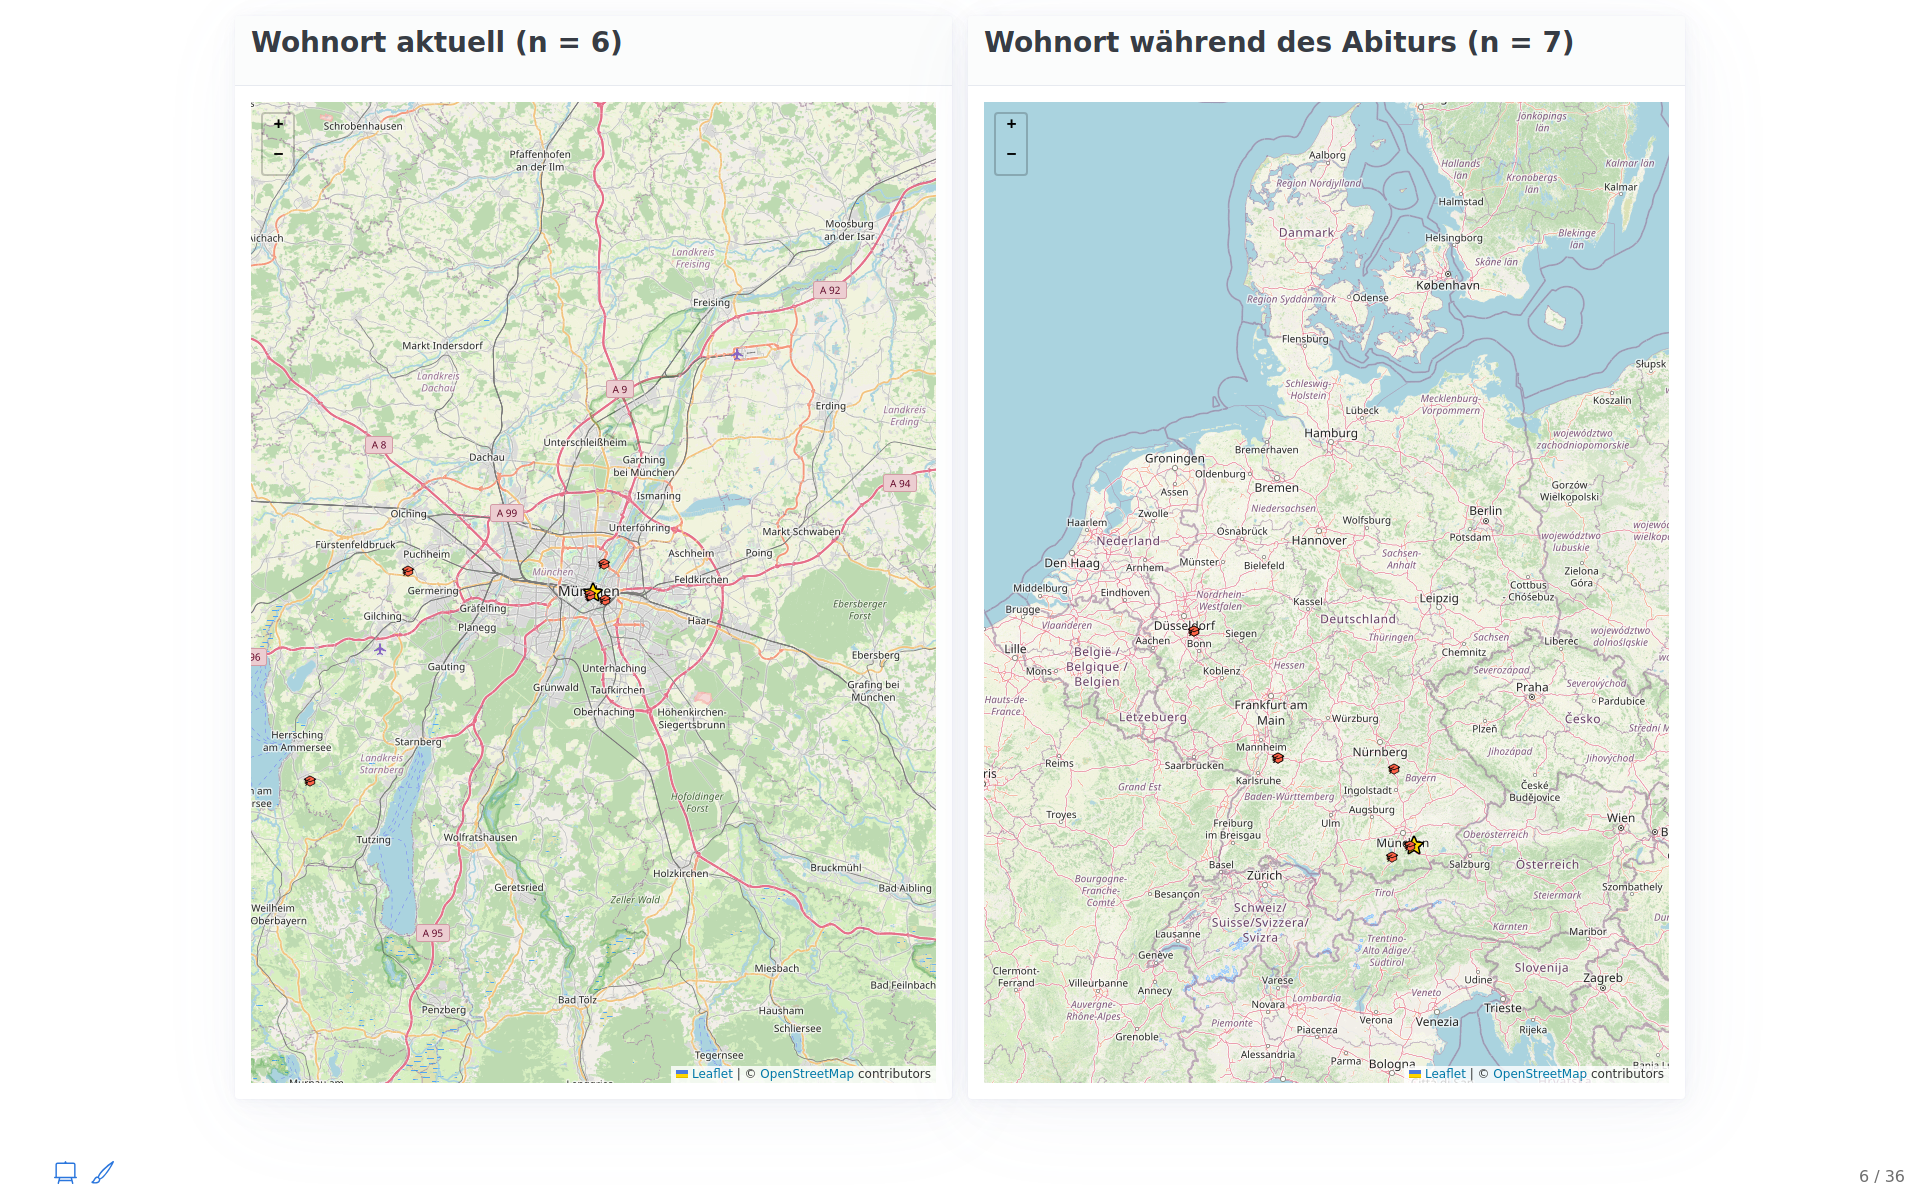 Wohnort aktuell (n = 6)
+
−
Schrobenhausen
Pfaffenhofen
an der Ilm
Moosburg
an der Isar
Aichach
Landkreis
Freising
A 92
Freising
Markt Indersdorf
Landkreis
Dachau
A 9
Erding
Landkreis
Erding
A 8
Unterschleißheim
Dachau
Garching
bei München
A 94
Ismaning
A 99
Olching
Unterföhring
Markt Schwaben
Fürstenfeldbruck
Puchheim
Aschheim
Poing
München
Feldkirchen
Germering
München
Ebersberger
Forst
Gräfelfing
Gilching
Planegg
Haar
96
Ebersberg
Gauting
Unterhaching
Grünwald
Taufkirchen
Grafing bei
München
Oberhaching
Höhenkirchen-
Siegertsbrunn
Herrsching
am Ammersee
Starnberg
Landkreis
Starnberg
Hofoldinger
Forst
Tutzing
Wolfratshausen
Bruckmühl
Holzkirchen
Geretsried
Bad Aibling
Zeller Wald
Weilheim
Oberbayern
A 95
Miesbach
Bad Feilnbach
Bad Tölz
Penzberg
Hausham
Schliersee
Tegernsee
Leaflet | © OpenStreetMap contributors
Wohnort während des Abiturs (n = 7)
+
−
Jönköpings
län
Aalborg
Hallands
län
Kalmar län
Region Nordjylland
Kronobergs
län
Kalmar
Halmstad
Danmark
Helsingborg
Blekinge
län
Skåne län
København
Region Syddanmark
Odense
Flensburg
Słupsk
Schleswig-
Holstein
Koszalin
Mecklenburg-
Vorpommern
Lübeck
Hamburg
województwo
zachodniopomorskie
Bremerhaven
Groningen
Oldenburg
Assen
Bremen
Gorzów
Wielkopolski
Zwolle
Niedersachsen
Berlin
Haarlem
Wolfsburg
Osnabrück
Hannover
Potsdam
województwo
lubuskie
Nederland
Sachsen-
Anhalt
Den Haag
Arnhem
Münster
Bielefeld
Zielona
Góra
Middelburg
Eindhoven
Cottbus
- Chóśebuz
Nordrhein-
Westfalen
Kassel
Leipzig
Brugge
Vlaanderen
Düsseldorf
Deutschland
Aachen
Bonn
Siegen
Thüringen
Sachsen
Liberec
województwo
dolnośląskie
Lille
België /
Belgique /
Belgien
Chemnitz
Mons
Koblenz
Hessen
Severozápad
Praha
Severovýchod
Hauts-de-
France
Frankfurt am
Main
Pardubice
Lëtzebuerg
Würzburg
Česko
Plzeň
Střední M
Mannheim
Nürnberg
Jihozápad
Reims
Saarbrücken
Jihovýchod
ris
Karlsruhe
Bayern
Grand Est
Ingolstadt
České
Budějovice
Baden-Württemberg
Augsburg
Troyes
Freiburg
im Breisgau
Ulm
Wien
Oberösterreich
München
Basel
Salzburg
Österreich
Zürich
Bourgogne-
Franche-
Comté
Besançon
Tirol
Steiermark
Szombathely
Schweiz/
Suisse/Svizzera/
Svizra
Lausanne
Kärnten
Maribor
Trentino-
Alto Adige/
Südtirol
Genève
Slovenija
Clermont-
Ferrand
Villeurbanne
Annecy
Varese
Udine
Zagreb
Auvergne-
Rhône-Alpes
Novara
Lombardia
Veneto
Trieste
Piemonte
Verona
Venezia
Piacenza
Rijeka
Grenoble
Alessandria
Parma
Bologna
Leaflet | © OpenStreetMap contributors
6 / 36